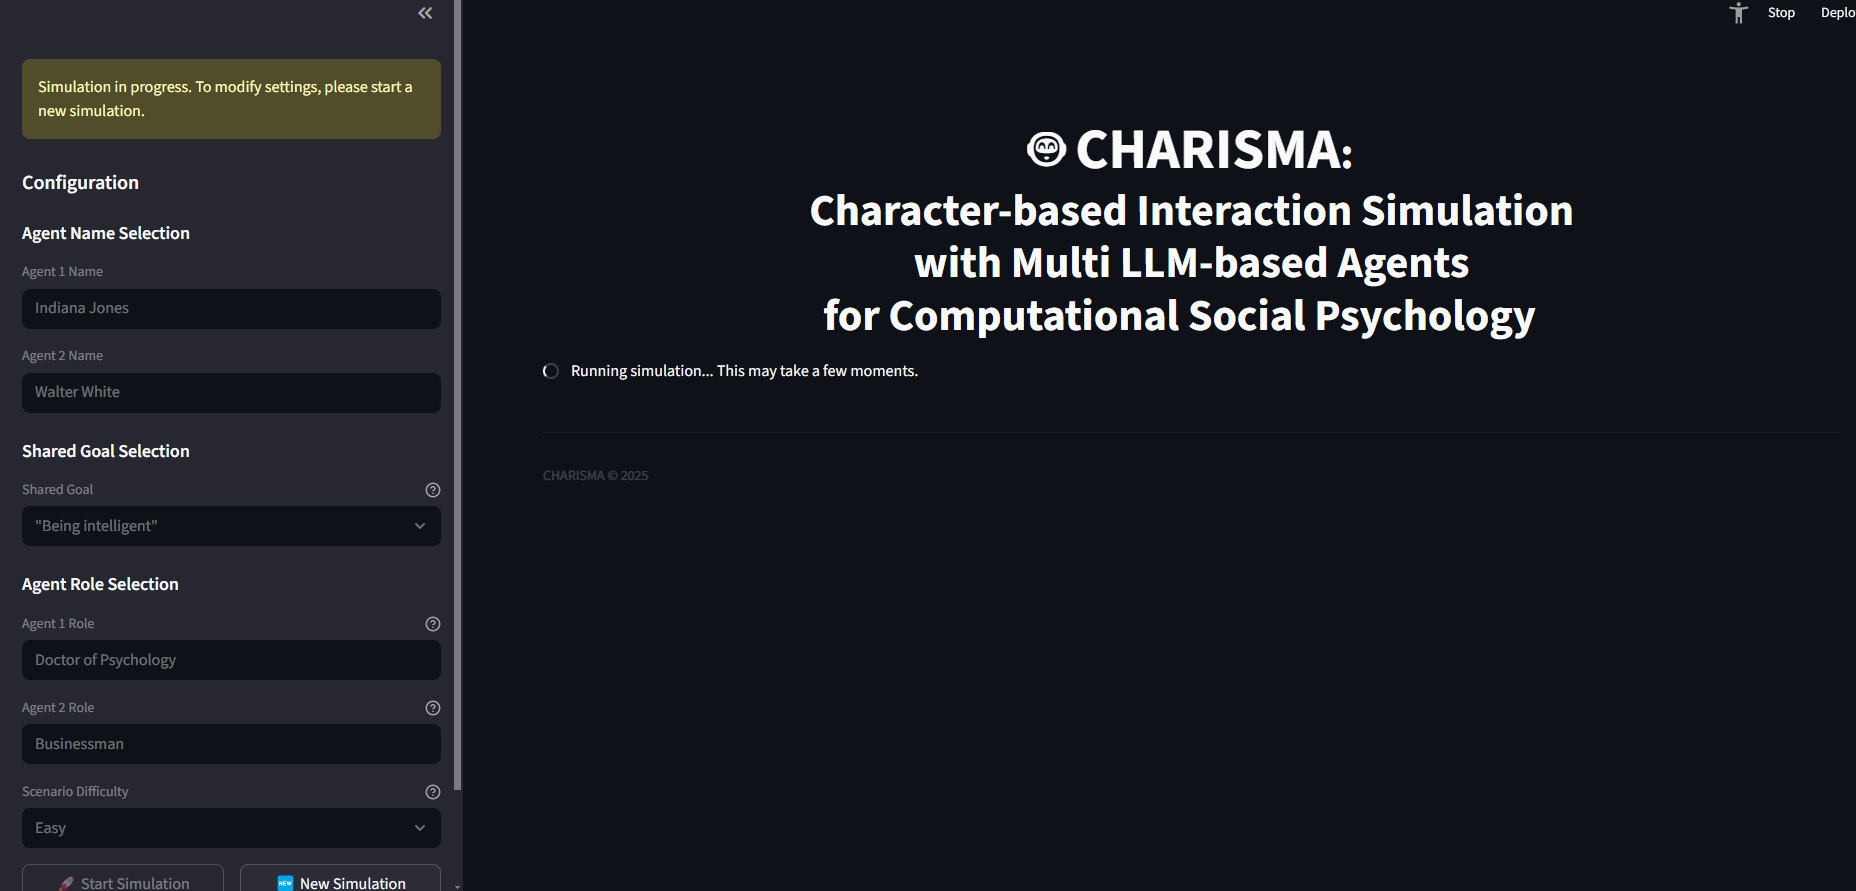 Simulation in progress. To modify settings, please start a
new simulation.
Configuration
Agent Name Selection
Agent 1 Name
Indiana Jones
Agent 2 Name
Walter White
Shared Goal Selection
Shared Goal
"Being intelligent"
Agent Role Selection
Agent 1 Role
Doctor of Psychology
Agent 2 Role
Businessman
Scenario Difficulty
Easy
Start Simulation
NEW New Simulation
Stop
Deplo
CHARISMA:
Character-based Interaction Simulation
with Multi LLM-based Agents
for Computational Social Psychology
Running simulation... This may take a few moments.
CHARISMA © 2025